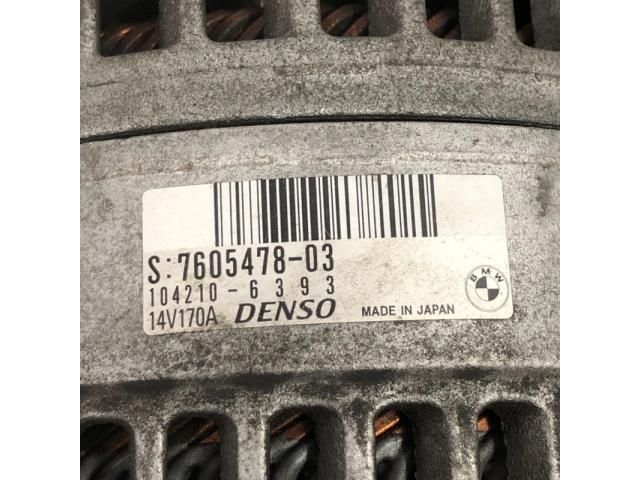 S:7605478-03
104210-6393
14V170A DENSO MADE IN JAPAN
BMW